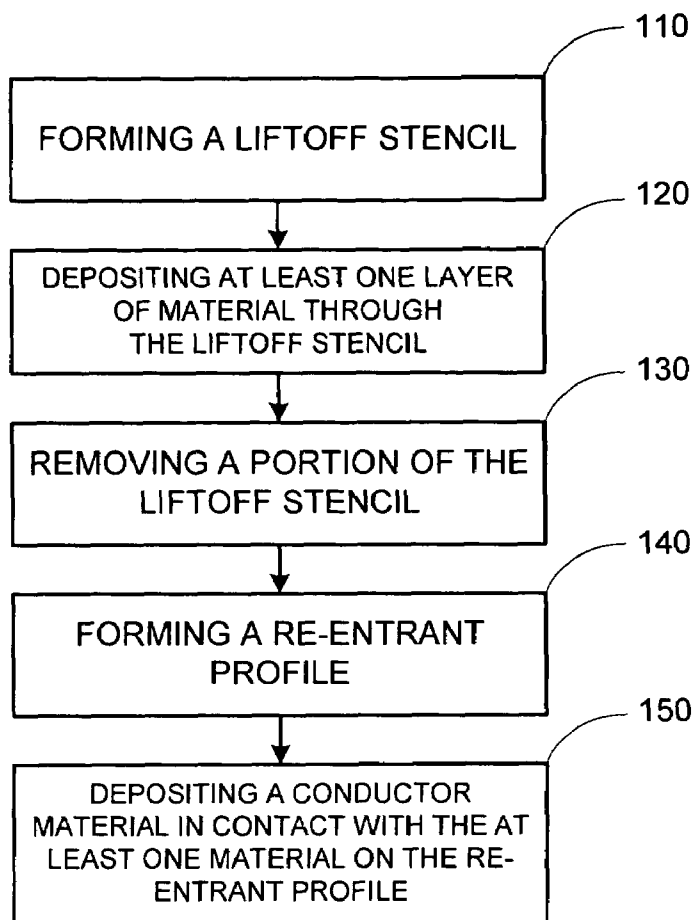 110
FORMING A LIFTOFF STENCIL
120
DEPOSITING AT LEAST ONE LAYER
OF MATERIAL THROUGH
THE LIFTOFF STENCIL
130
REMOVING A PORTION OF THE
LIFTOFF STENCIL
140
FORMING A RE-ENTRANT
PROFILE
150
DEPOSITING A CONDUCTOR
MATERIAL IN CONTACT WITH THE AT
LEAST ONE MATERIAL ON THE RE-
ENTRANT PROFILE